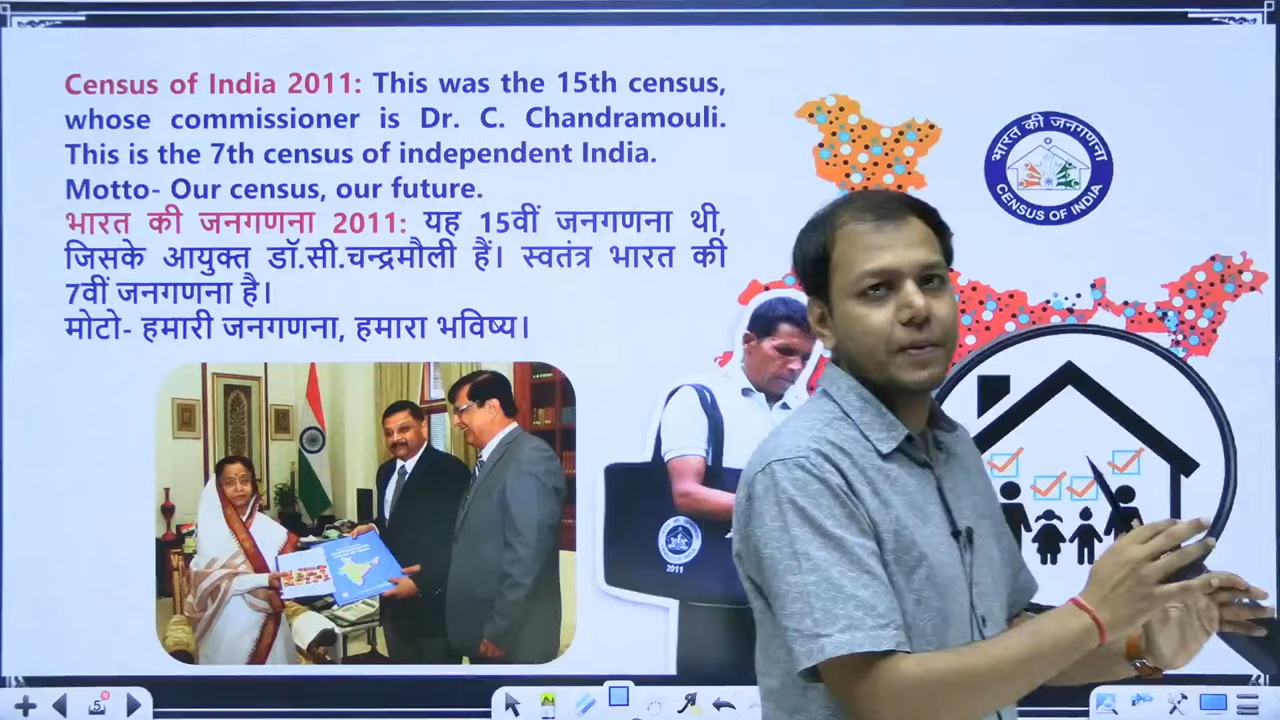 Census of India 2011: This was the 15th census,
whose commissioner is Dr. C. Chandramouli.
This is the 7th census of independent India.
Motto- Our census, our future.
भारत की जनगणना 2011: यह 15वीं जनगणना थी,
जिसके आयुक्त डॉ.सी.चन्द्रमौली हैं। स्वतंत्र भारत की
7वीं जनगणना है।
मोटो- हमारी जनगणना, हमारा भविष्य।
भारत की जनगणना
CENSUS OF INDIA
2011
5